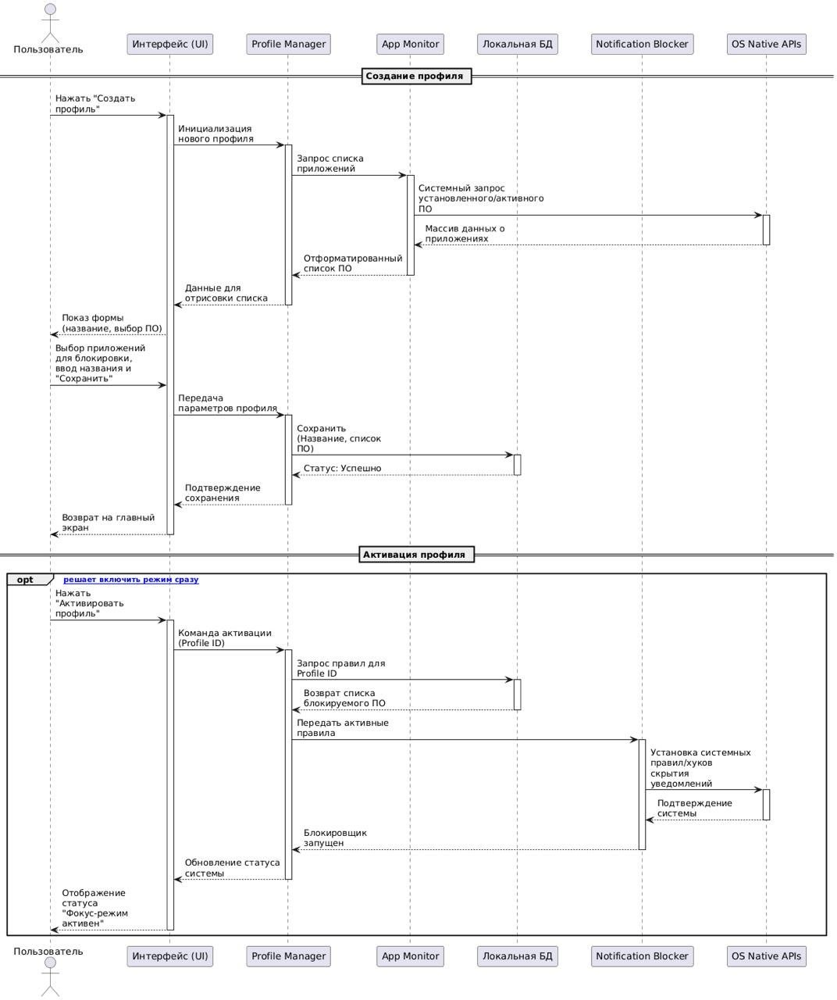 Пользователь
Интерфейс (UI)
Profile Manager
App Monitor
Локальная БД
Notification Blocker
OS Native APIs
Создание профиля
Нажать "Создать
профиль"
Инициализация
нового профиля
Запрос списка
приложений
Системный запрос
установленного/активного
ПО
Массив данных о
приложениях
Отформатированный
список ПО
Данные для
отрисовки списка
Показ формы
(название, выбор ПО)
Выбор приложений
для блокировки,
ввод названия и
"Сохранить"
Передача
параметров профиля
Сохранить
(Название, список
ПО)
Статус: Успешно
Подтверждение
сохранения
Возврат на главный
экран
Активация профиля
opt
решает включить режим сразу
Нажать
"Активировать
профиль"
Команда активации
(Profile ID)
Запрос правил для
Profile ID
Возврат списка
блокируемого ПО
Передать активные
правила
Установка системных
правил/хуков
скрытия
уведомлений
Подтверждение
системы
Блокировщик
запущен
Обновление статуса
системы
Отображение
статуса
"Фокус-режим
активен"
Пользователь
Интерфейс (UI)
Profile Manager
App Monitor
Локальная БД
Notification Blocker
OS Native APIs